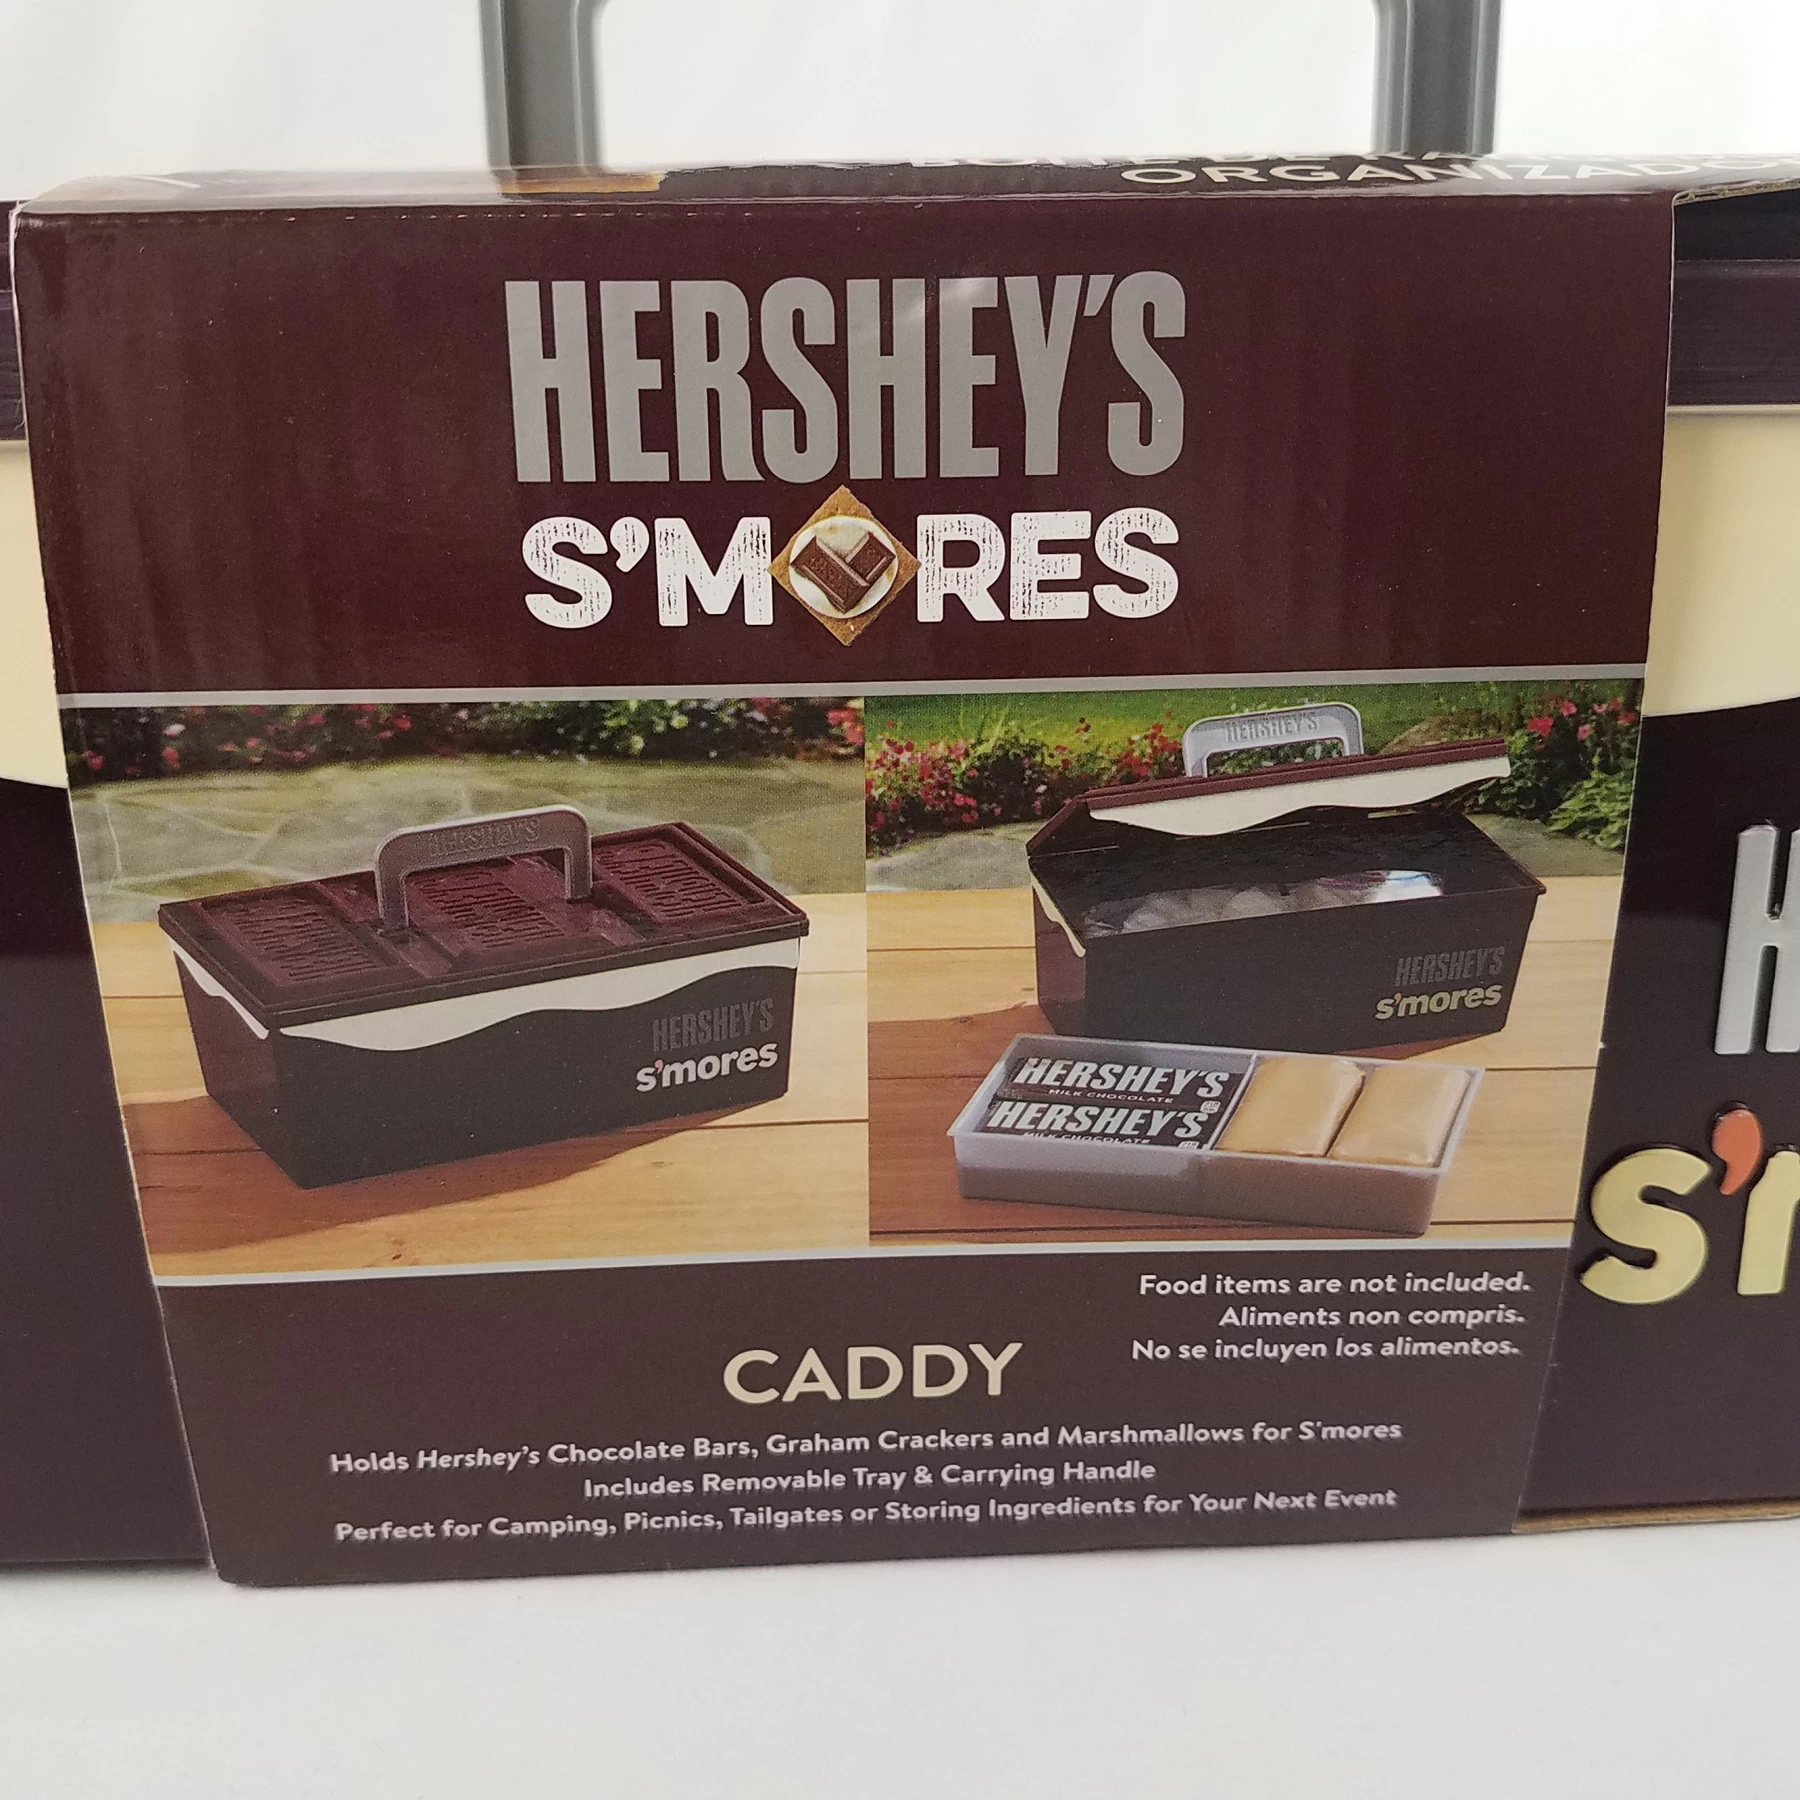 ORGANIZADO
HERSHEY'S
S'MORES
HERSHEY'S
HERSHEY'S
s'mores
HERSHEY'S
HERSHEY'S
s'mores
HERSHEY'S
MILK CHOCOLATE
HERSHEY'S
MILK CHOCOLATE
H
s'm
Food items are not included.
Aliments non compris.
No se incluyen los alimentos.
CADDY
Holds Hershey's Chocolate Bars, Graham Crackers and Marshmallows for S'mores
Includes Removable Tray & Carrying Handle
Perfect for Camping, Picnics, Tailgates or Storing Ingredients for Your Next Event